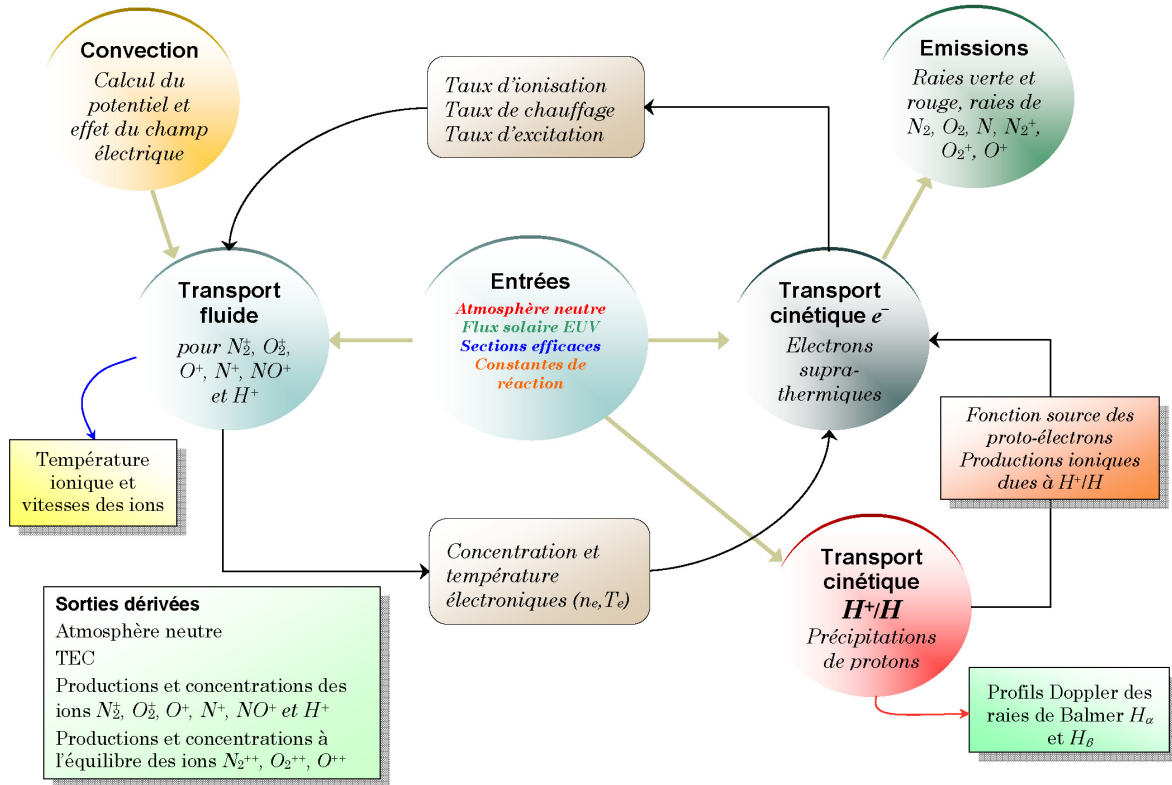 Convection
Calcul du
potentiel et
effet du champ
électrique
Taux d'ionisation
Taux de chauffage
Taux d'excitation
Emissions
Raies verte et
rouge, raies de
N₂, O₂, N, N₂⁺,
O₂⁺, O⁺
Transport
fluide
pour N₂⁺, O₂⁺,
O⁺, N⁺, NO⁺
et H⁺
Entrées
Atmosphère neutre
Flux solaire EUV
Sections efficaces
Constantes de
réaction
Transport
cinétique e⁻
Electrons
supra-
thermiques
Température
ionique et
vitesses des ions
Fonction source des
proto-électrons
Productions ioniques
dues à H⁺/H
Concentration et
température
électroniques (nₑ,Tₑ)
Transport
cinétique
H⁺/H
Précipitations
de protons
Sorties dérivées
Atmosphère neutre
TEC
Productions et concentrations des
ions N₂⁺, O₂⁺, O⁺, N⁺, NO⁺ et H⁺
Productions et concentrations à
l'équilibre des ions N₂⁺⁺, O₂⁺⁺, O⁺⁺
Profils Doppler des
raies de Balmer Hα
et Hβ